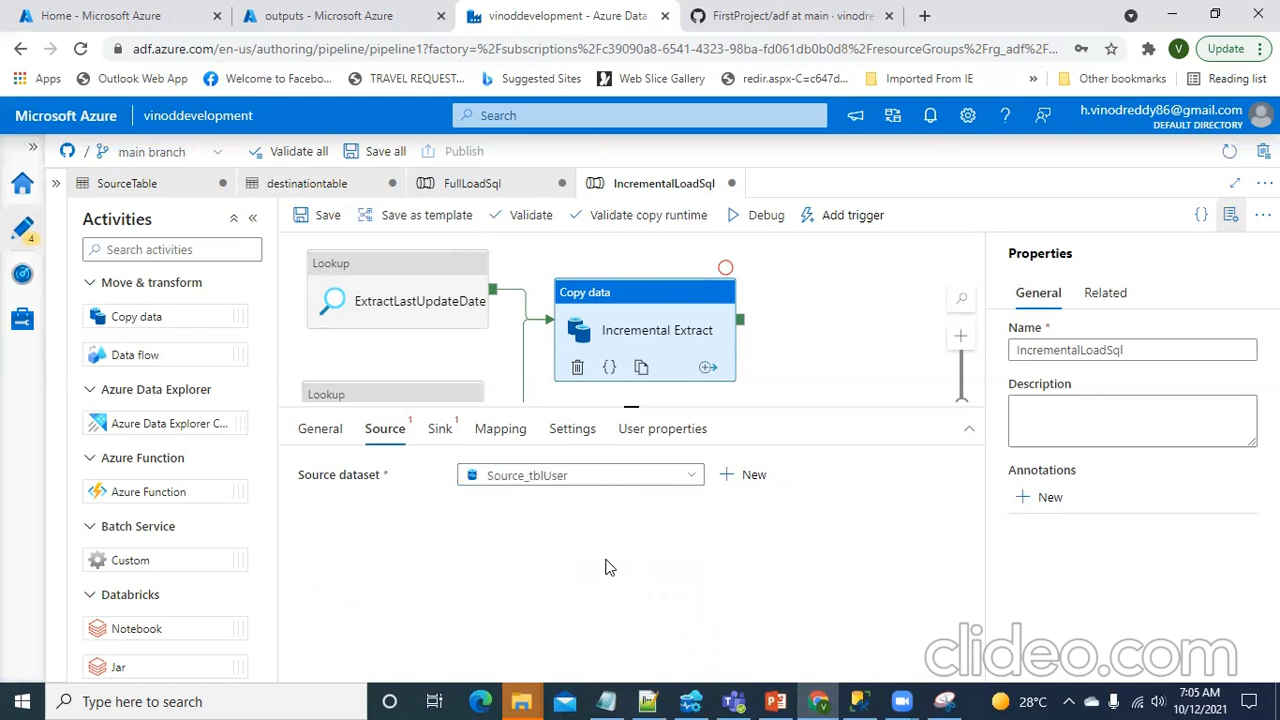 Home - Microsoft Azure
outputs - Microsoft Azure
vinoddevelopment - Azure Data
FirstProject/adf at main · vinodre
adf.azure.com/en-us/authoring/pipeline/pipeline1?factory=%2Fsubscriptions%2Fc39090a8-6541-4323-98ba-fd061db0b0d8%2FresourceGroups%2Frg_adf%2F...
V
Update
Apps
Outlook Web App
Welcome to Facebo...
TRAVEL REQUEST...
Suggested Sites
Web Slice Gallery
redir.aspx-C=c647d...
Imported From IE
»
Other bookmarks
Reading list
Microsoft Azure
vinoddevelopment
Search
h.vinodreddy86@gmail.com
DEFAULT DIRECTORY
/ main branch
Validate all
Save all
Publish
SourceTable
destinationtable
FullLoadSql
IncrementalLoadSql
4
Activities
Search activities
Move & transform
Copy data
Data flow
Azure Data Explorer
Azure Data Explorer C...
Azure Function
Azure Function
Batch Service
Custom
Databricks
Notebook
Jar
Save
Save as template
Validate
Validate copy runtime
Debug
Add trigger
Lookup
ExtractLastUpdateDate
Copy data
Incremental Extract
Lookup
General
Source 1
Sink 1
Mapping
Settings
User properties
Source dataset *
Source_tblUser
New
Properties
General
Related
Name *
IncrementalLoadSql
Description
Annotations
New
clideo.com
Type here to search
28°C
7:05 AM
10/12/2021